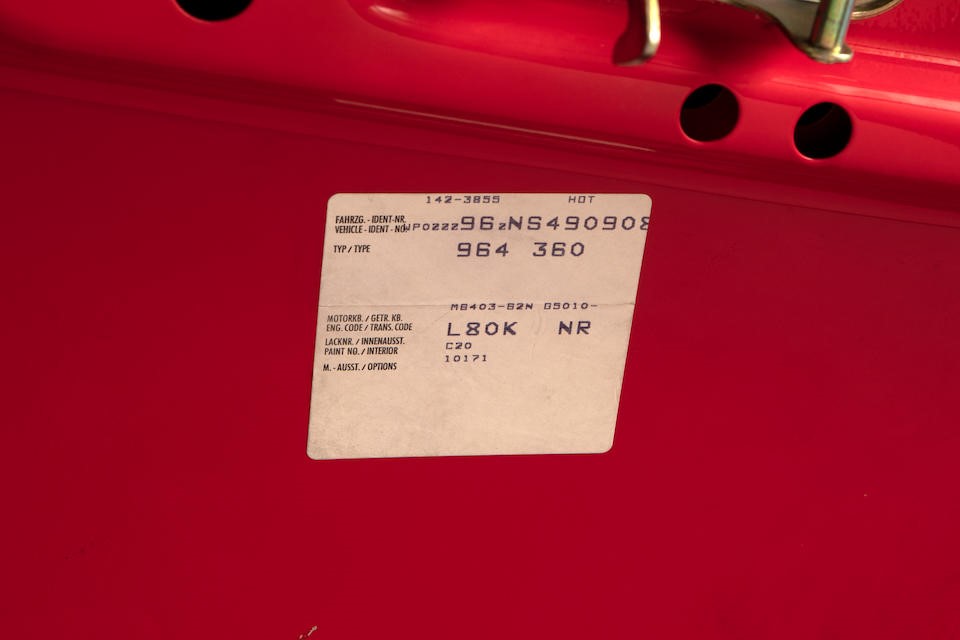 142-3855 HOT
FAHRZG. - IDENT-NR.
VEHICLE - IDENT - NO. WP0ZZZ96ZNS490908
TYP / TYPE 964 360
M6403-62N G5010-
MOTORKB. / GETR. KB.
ENG. CODE / TRANS. CODE L80K NR
LACKNR. / INNENAUSST. C20
PAINT NO. / INTERIOR 10171
M. - AUSST. / OPTIONS